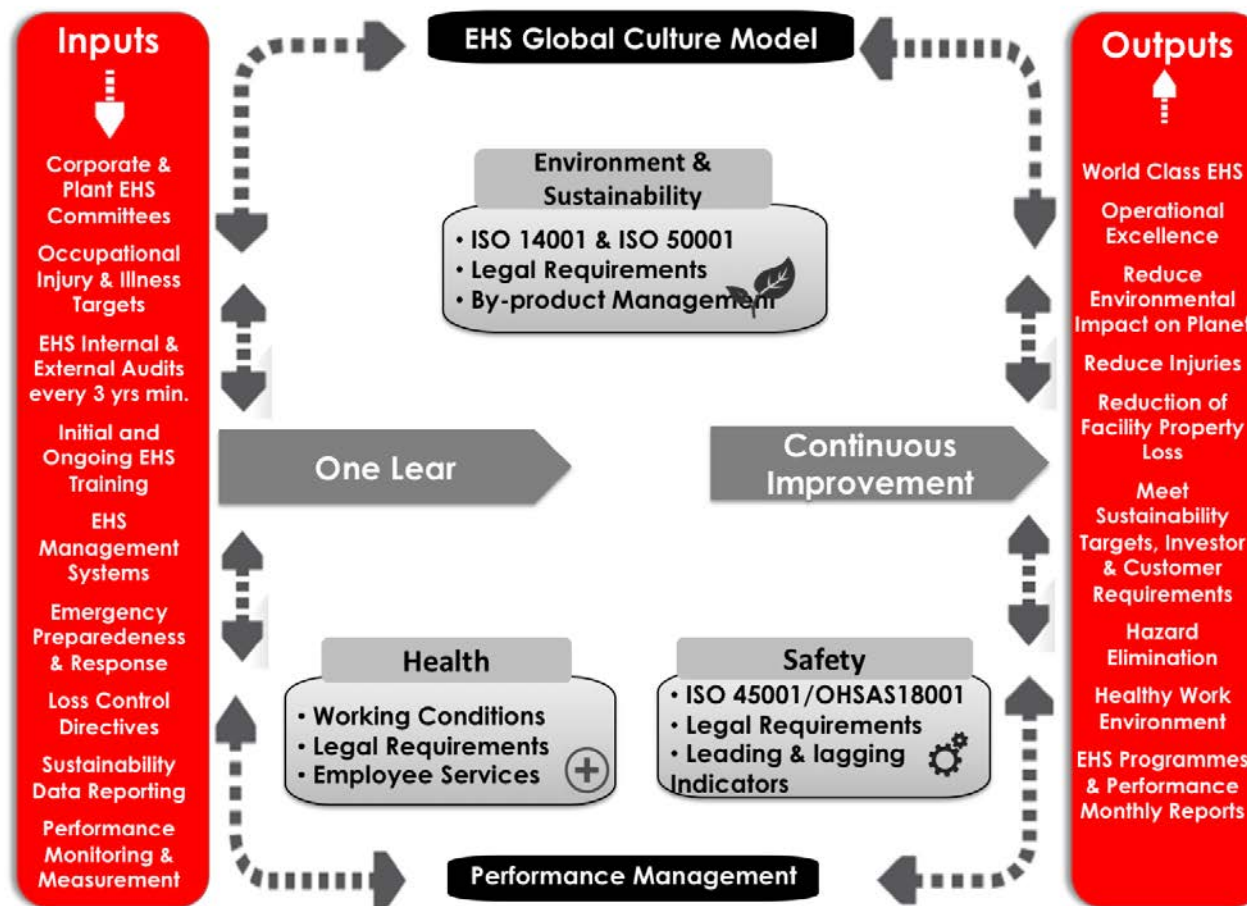 Inputs
Corporate &
Plant EHS
Committees
Occupational
Injury & Illness
Targets
EHS Internal &
External Audits
every 3 yrs min.
Initial and
Ongoing EHS
Training
EHS
Management
Systems
Emergency
Preparedeness
& Response
Loss Control
Directives
Sustainability
Data Reporting
Performance
Monitoring &
Measurement
EHS Global Culture Model
Environment &
Sustainability
• ISO 14001 & ISO 50001
• Legal Requirements
• By-product Management
One Lear
Continuous
Improvement
Health
• Working Conditions
• Legal Requirements
• Employee Services
Safety
• ISO 45001/OHSAS18001
• Legal Requirements
• Leading & lagging
Indicators
Performance Management
Outputs
World Class EHS
Operational
Excellence
Reduce
Environmental
Impact on Planet
Reduce Injuries
Reduction of
Facility Property
Loss
Meet
Sustainability
Targets, Investor
& Customer
Requirements
Hazard
Elimination
Healthy Work
Environment
EHS Programmes
& Performance
Monthly Reports